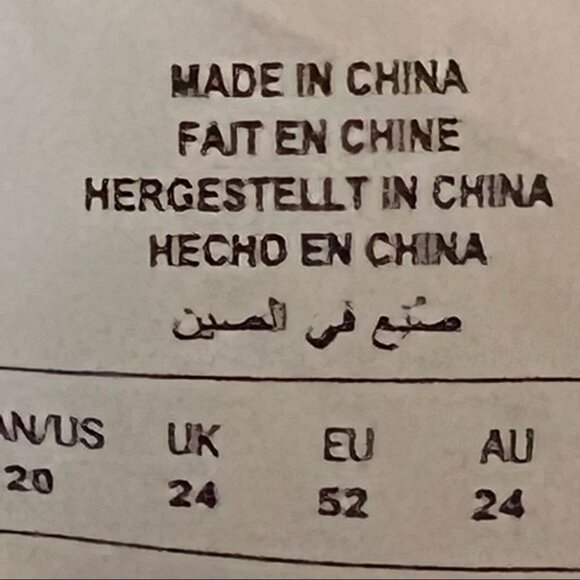 MADE IN CHINA
FAIT EN CHINE
HERGESTELLT IN CHINA
HECHO EN CHINA
صنع في الصين
UK EU AU
20 24 52 24